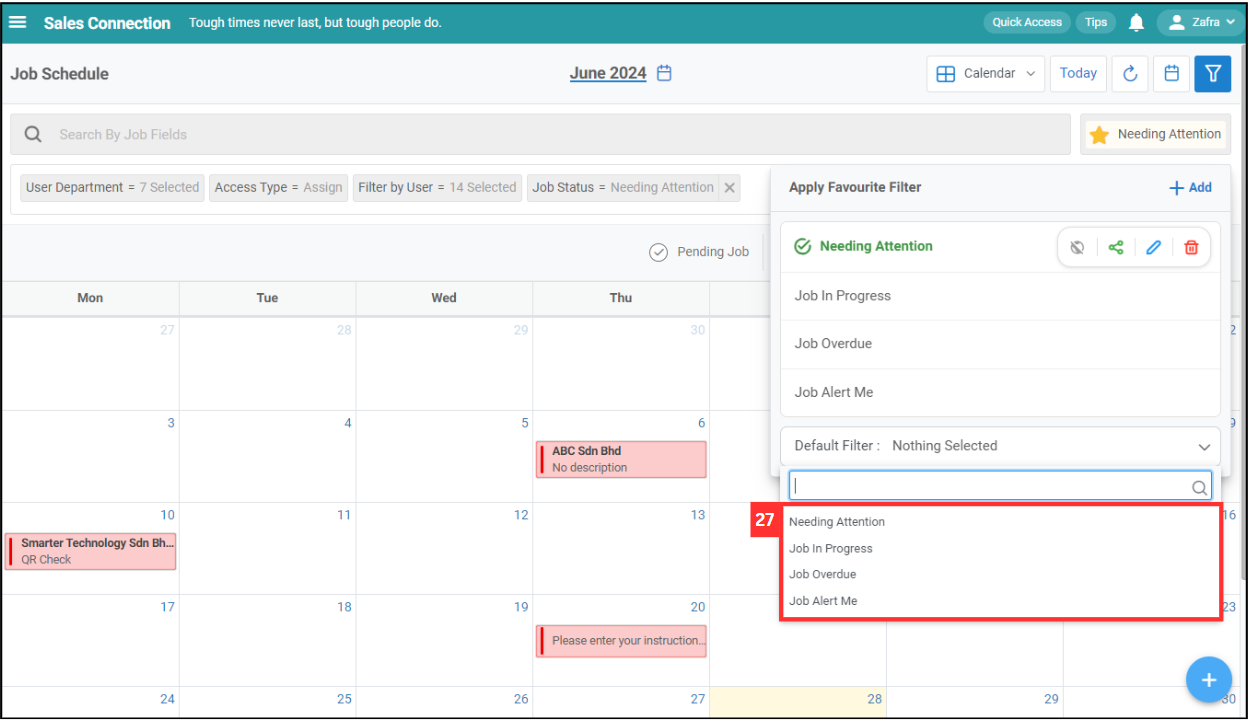 Sales Connection Tough times never last, but tough people do. Quick Access Tips Zafra
Job Schedule June 2024 Calendar Today
Search By Job Fields Needing Attention
User Department = 7 Selected Access Type = Assign Filter by User = 14 Selected Job Status = Needing Attention
Apply Favourite Filter Add
Needing Attention
Pending Job
Job In Progress
Job Overdue
Job Alert Me
Default Filter : Nothing Selected
27
Needing Attention
Job In Progress
Job Overdue
Job Alert Me
Mon Tue Wed Thu
27 28 29 30 2
3 4 5 6 9
ABC Sdn Bhd
No description
10 11 12 13 16
Smarter Technology Sdn Bh...
QR Check
17 18 19 20 23
Please enter your instruction...
24 25 26 27 28 29 30